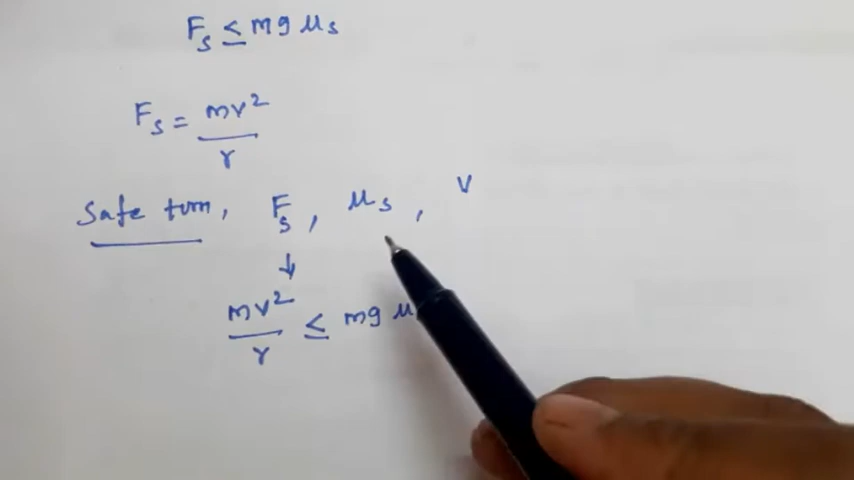 Fs ≤ mg μs
Fs = mv²/r
Safe turn, Fs, μs, v
↓
mv²/r ≤ mg μ